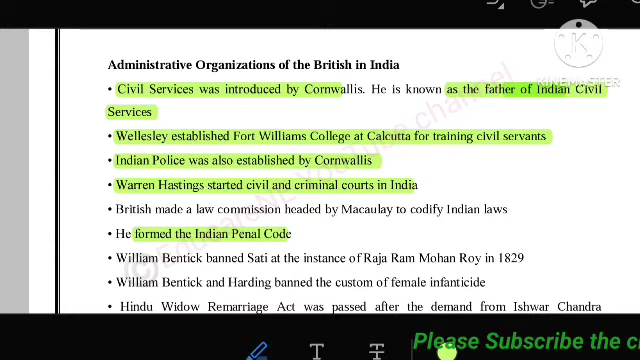 Administrative Organizations of the British in India
• Civil Services was introduced by Cornwallis. He is known as the father of Indian Civil
Services
• Wellesley established Fort Williams College at Calcutta for training civil servants
• Indian Police was also established by Cornwallis
• Warren Hastings started civil and criminal courts in India
• British made a law commission headed by Macaulay to codify Indian laws
• He formed the Indian Penal Code
• William Bentick banned Sati at the instance of Raja Ram Mohan Roy in 1829
• William Bentick and Harding banned the custom of female infanticide
• Hindu Widow Remarriage Act was passed after the demand from Ishwar Chandra
KINEMASTER
YouTube channel
Please Subscribe the c